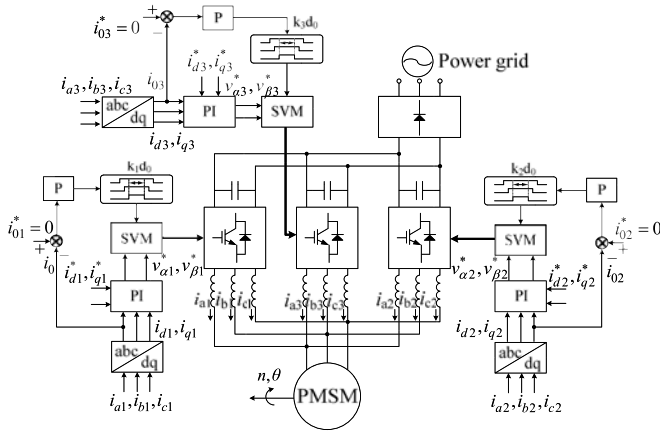 i*03 = 0
+
−
P
k3d0
i03
i*d3, i*q3
Power grid
ia3, ib3, ic3
abc
dq
PI
v*α3, v*β3
SVM
id3, iq3
k1d0
P
i*01 = 0
+
−
i0
SVM
i*d1, i*q1
v*α1, v*β1
PI
id1, iq1
abc
dq
ia1, ib1, ic1
ia1 ib1 ic1
ia3 ib3 ic3
ia2 ib2 ic2
k2d0
P
i*02 = 0
+
−
i02
SVM
v*α2, v*β2
i*d2, i*q2
PI
id2, iq2
abc
dq
ia2, ib2, ic2
n, θ
PMSM